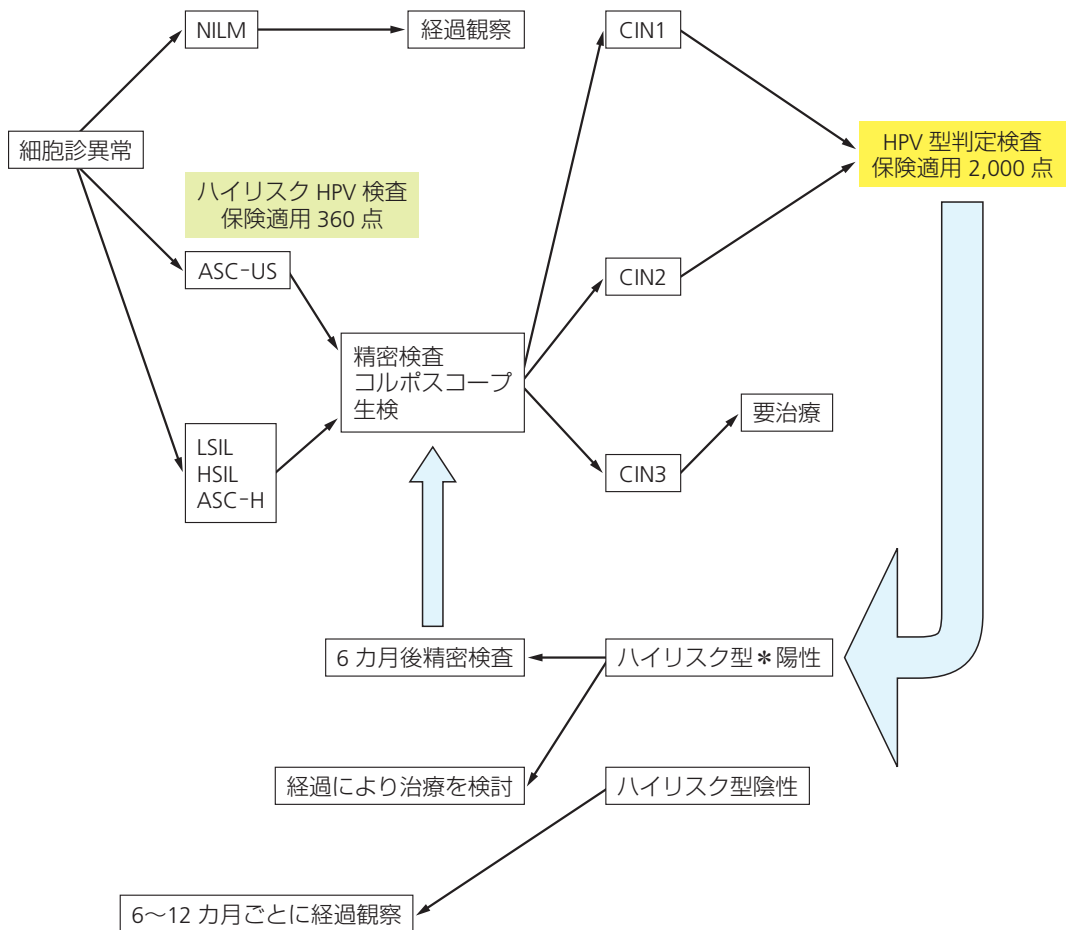 NILM
経過観察
CIN1
細胞診異常
HPV 型判定検査
保険適用 2,000 点
ハイリスク HPV 検査
保険適用 360 点
ASC-US
CIN2
精密検査
コルポスコープ
生検
要治療
LSIL
HSIL
ASC-H
CIN3
6 カ月後精密検査
ハイリスク型＊陽性
経過により治療を検討
ハイリスク型陰性
6〜12 カ月ごとに経過観察